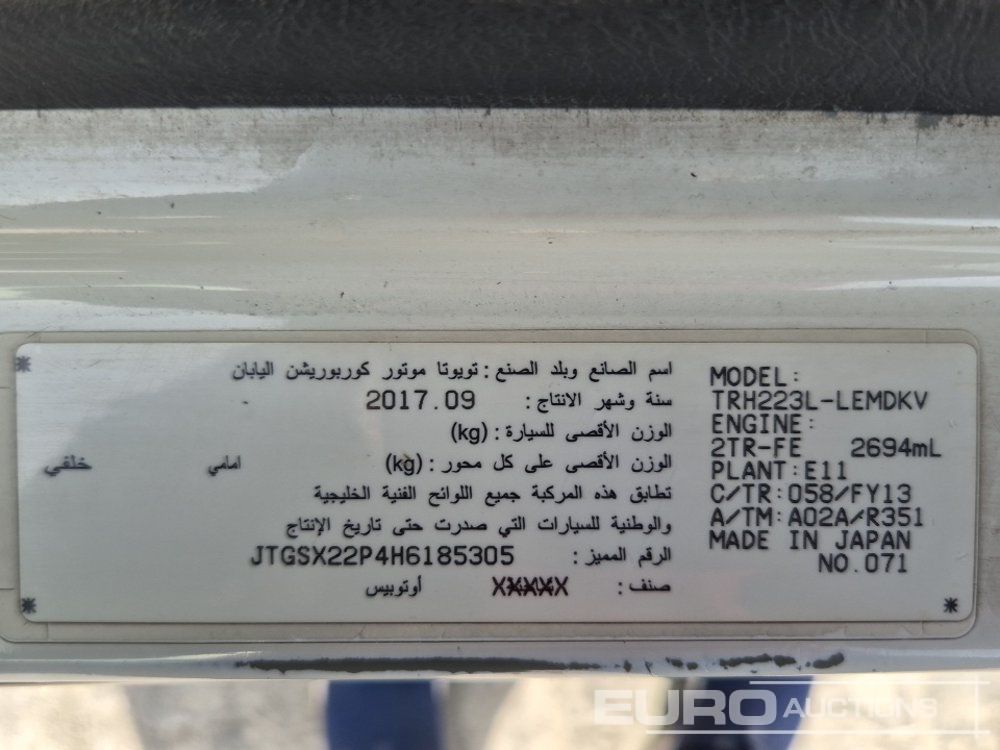 اسم الصانع وبلد الصنع : تويوتا موتور كوربوريشن اليابان
سنة وشهر الانتاج : 2017.09
الوزن الأقصى للسيارة : (kg)
الوزن الأقصى على كل محور : (kg) امامي خلفي
تطابق هذه المركبة جميع اللوائح الفنية الخليجية
والوطنية للسيارات التي صدرت حتى تاريخ الإنتاج
الرقم المميز : JTGSX22P4H6185305
صنف : XXXXX أوتوبيس
MODEL:
TRH223L-LEMDKV
ENGINE:
2TR-FE 2694mL
PLANT:E11
C/TR:058/FY13
A/TM:A02A/R351
MADE IN JAPAN
NO.071
EURO AUCTIONS